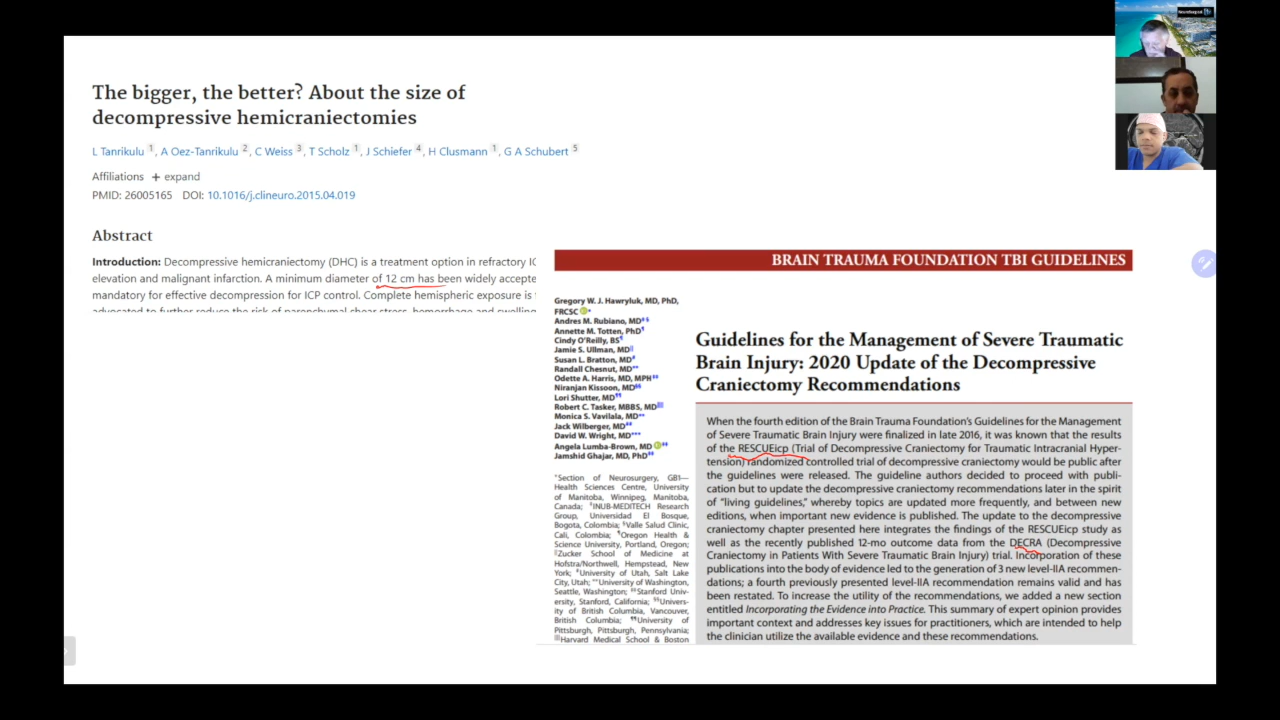 The bigger, the better? About the size of
decompressive hemicraniectomies
L Tanrikulu 1, A Oez-Tanrikulu 2, C Weiss 3, T Scholz 1, J Schiefer 4, H Clusmann 1, G A Schubert 5
Affiliations + expand
PMID: 26005165 DOI: 10.1016/j.clineuro.2015.04.019
Abstract
Introduction: Decompressive hemicraniectomy (DHC) is a treatment option in refractory IC
elevation and malignant infarction. A minimum diameter of 12 cm has been widely accepte
mandatory for effective decompression for ICP control. Complete hemispheric exposure is
advocated to further reduce the risk of parenchymal shear stress, hemorrhage and swelling
BRAIN TRAUMA FOUNDATION TBI GUIDELINES
Gregory W. J. Hawryluk, MD, PhD,
FRCSC
Andres M. Rubiano, MD
Annette M. Totten, PhD
Cindy O'Reilly, BS
Jamie S. Ullman, MD
Susan L. Bratton, MD
Randall Chesnut, MD
Odette A. Harris, MD, MPH
Niranjan Kissoon, MD
Lori Shutter, MD
Robert C. Tasker, MBBS, MD
Monica S. Vavilala, MD
Jack Wilberger, MD
David W. Wright, MD
Angela Lumba-Brown, MD
Jamshid Ghajar, MD, PhD
*Section of Neurosurgery, GB1—
Health Sciences Centre, University
of Manitoba, Winnipeg, Manitoba,
Canada; INUB-MEDITECH Research
Group, Universidad El Bosque,
Bogota, Colombia; Valle Salud Clinic,
Cali, Colombia; Oregon Health &
Science University, Portland, Oregon;
Zucker School of Medicine at
Hofstra/Northwell, Hempstead, New
York; University of Utah, Salt Lake
City, Utah; University of Washington,
Seattle, Washington; Stanford Univ-
ersity, Stanford, California; Univers-
ity of British Columbia, Vancouver,
British Columbia; University of
Pittsburgh, Pittsburgh, Pennsylvania;
Harvard Medical School & Boston
Guidelines for the Management of Severe Traumatic
Brain Injury: 2020 Update of the Decompressive
Craniectomy Recommendations
When the fourth edition of the Brain Trauma Foundation's Guidelines for the Management
of Severe Traumatic Brain Injury were finalized in late 2016, it was known that the results
of the RESCUEicp (Trial of Decompressive Craniectomy for Traumatic Intracranial Hyper-
tension) randomized controlled trial of decompressive craniectomy would be public after
the guidelines were released. The guideline authors decided to proceed with publi-
cation but to update the decompressive craniectomy recommendations later in the spirit
of "living guidelines," whereby topics are updated more frequently, and between new
editions, when important new evidence is published. The update to the decompressive
craniectomy chapter presented here integrates the findings of the RESCUEicp study as
well as the recently published 12-mo outcome data from the DECRA (Decompressive
Craniectomy in Patients With Severe Traumatic Brain Injury) trial. Incorporation of these
publications into the body of evidence led to the generation of 3 new level-IIA recommen-
dations; a fourth previously presented level-IIA recommendation remains valid and has
been restated. To increase the utility of the recommendations, we added a new section
entitled Incorporating the Evidence into Practice. This summary of expert opinion provides
important context and addresses key issues for practitioners, which are intended to help
the clinician utilize the available evidence and these recommendations.